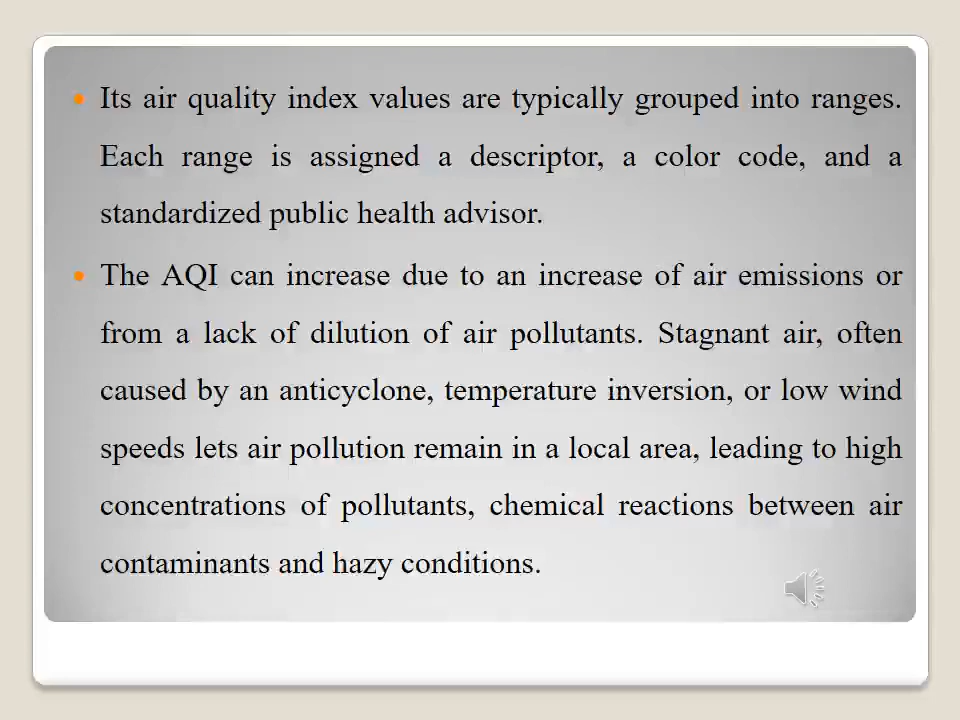 Its air quality index values are typically grouped into ranges.
Each range is assigned a descriptor, a color code, and a
standardized public health advisor.
The AQI can increase due to an increase of air emissions or
from a lack of dilution of air pollutants. Stagnant air, often
caused by an anticyclone, temperature inversion, or low wind
speeds lets air pollution remain in a local area, leading to high
concentrations of pollutants, chemical reactions between air
contaminants and hazy conditions.